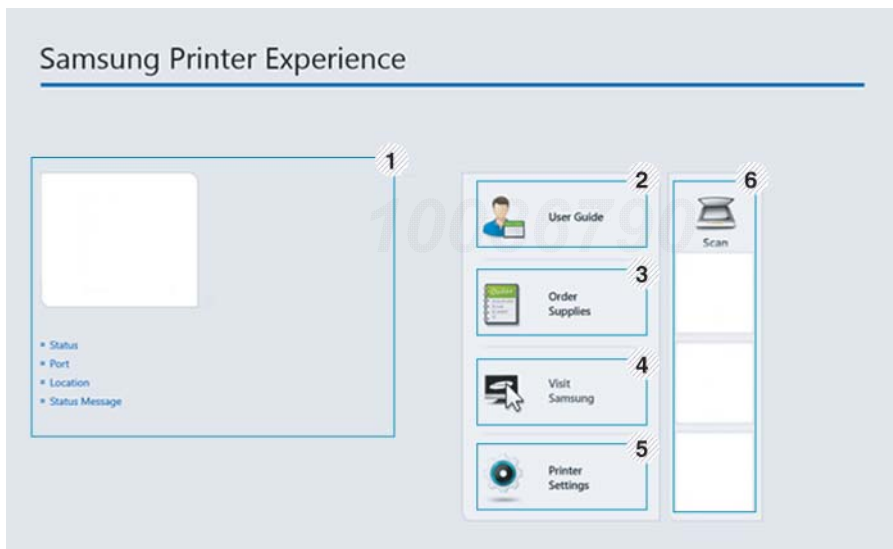 Samsung Printer Experience
1
Status
Port
Location
Status Message
2
User Guide
3
Order
Supplies
4
Visit
Samsung
5
Printer
Settings
6
Scan